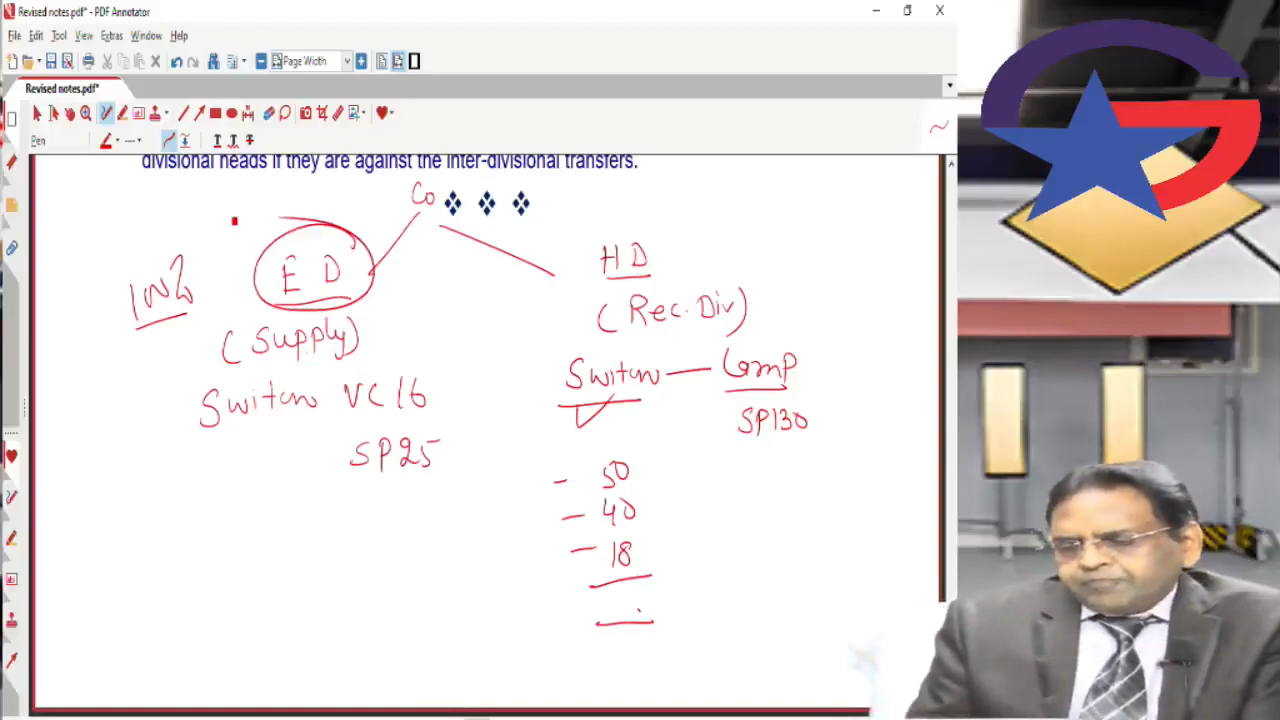 Revised notes.pdf* - PDF Annotator
File Edit Tool View Extras Window Help
Page Width
Revised notes.pdf*
Pen
divisional heads if they are against the inter-divisional transfers.
Co
E D
(Supply)
Switch VC 16
SP 25
HD
(Rec. Div)
Switch — Lamp
SP 130
- 50
- 40
- 18